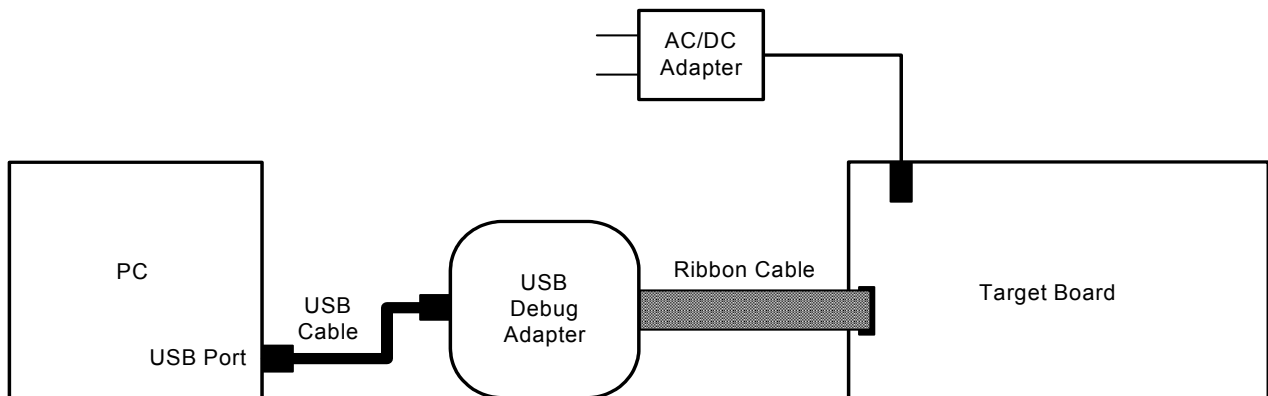 AC/DC
Adapter
PC
USB
Cable
USB Port
USB
Debug
Adapter
Ribbon Cable
Target Board